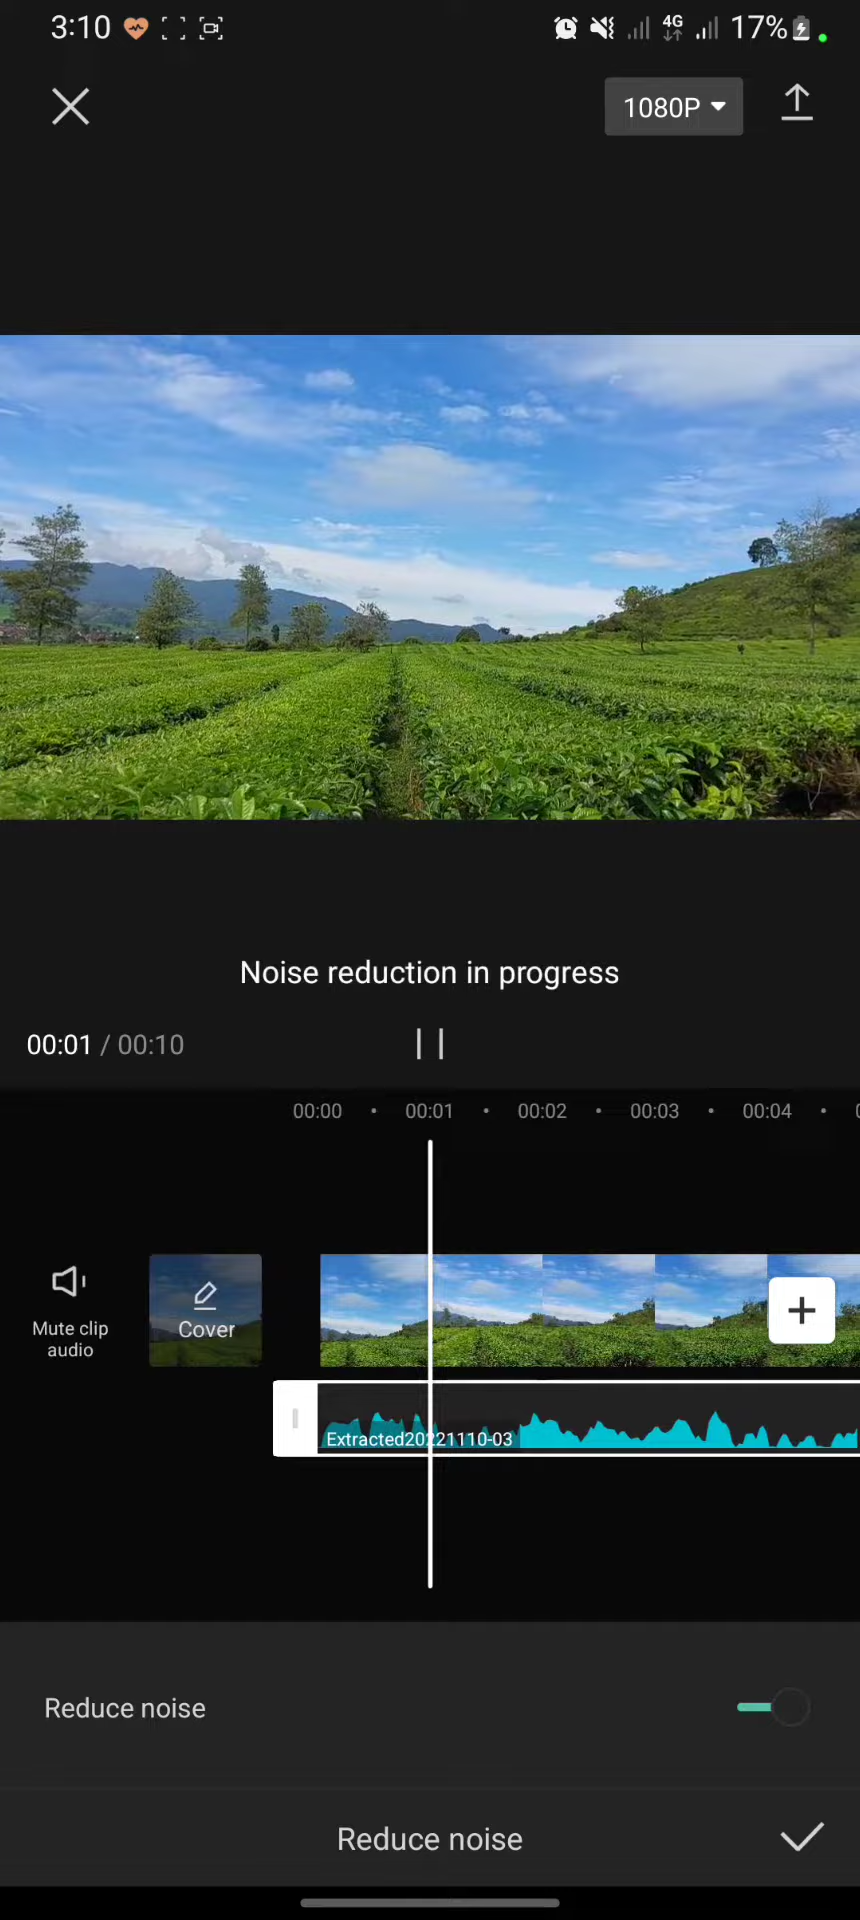 3:10 4G 17%
1080P
Noise reduction in progress
00:01 / 00:10
00:00 00:01 00:02 00:03 00:04
Mute clip
audio
Cover
Extracted20221110-03
Reduce noise
Reduce noise